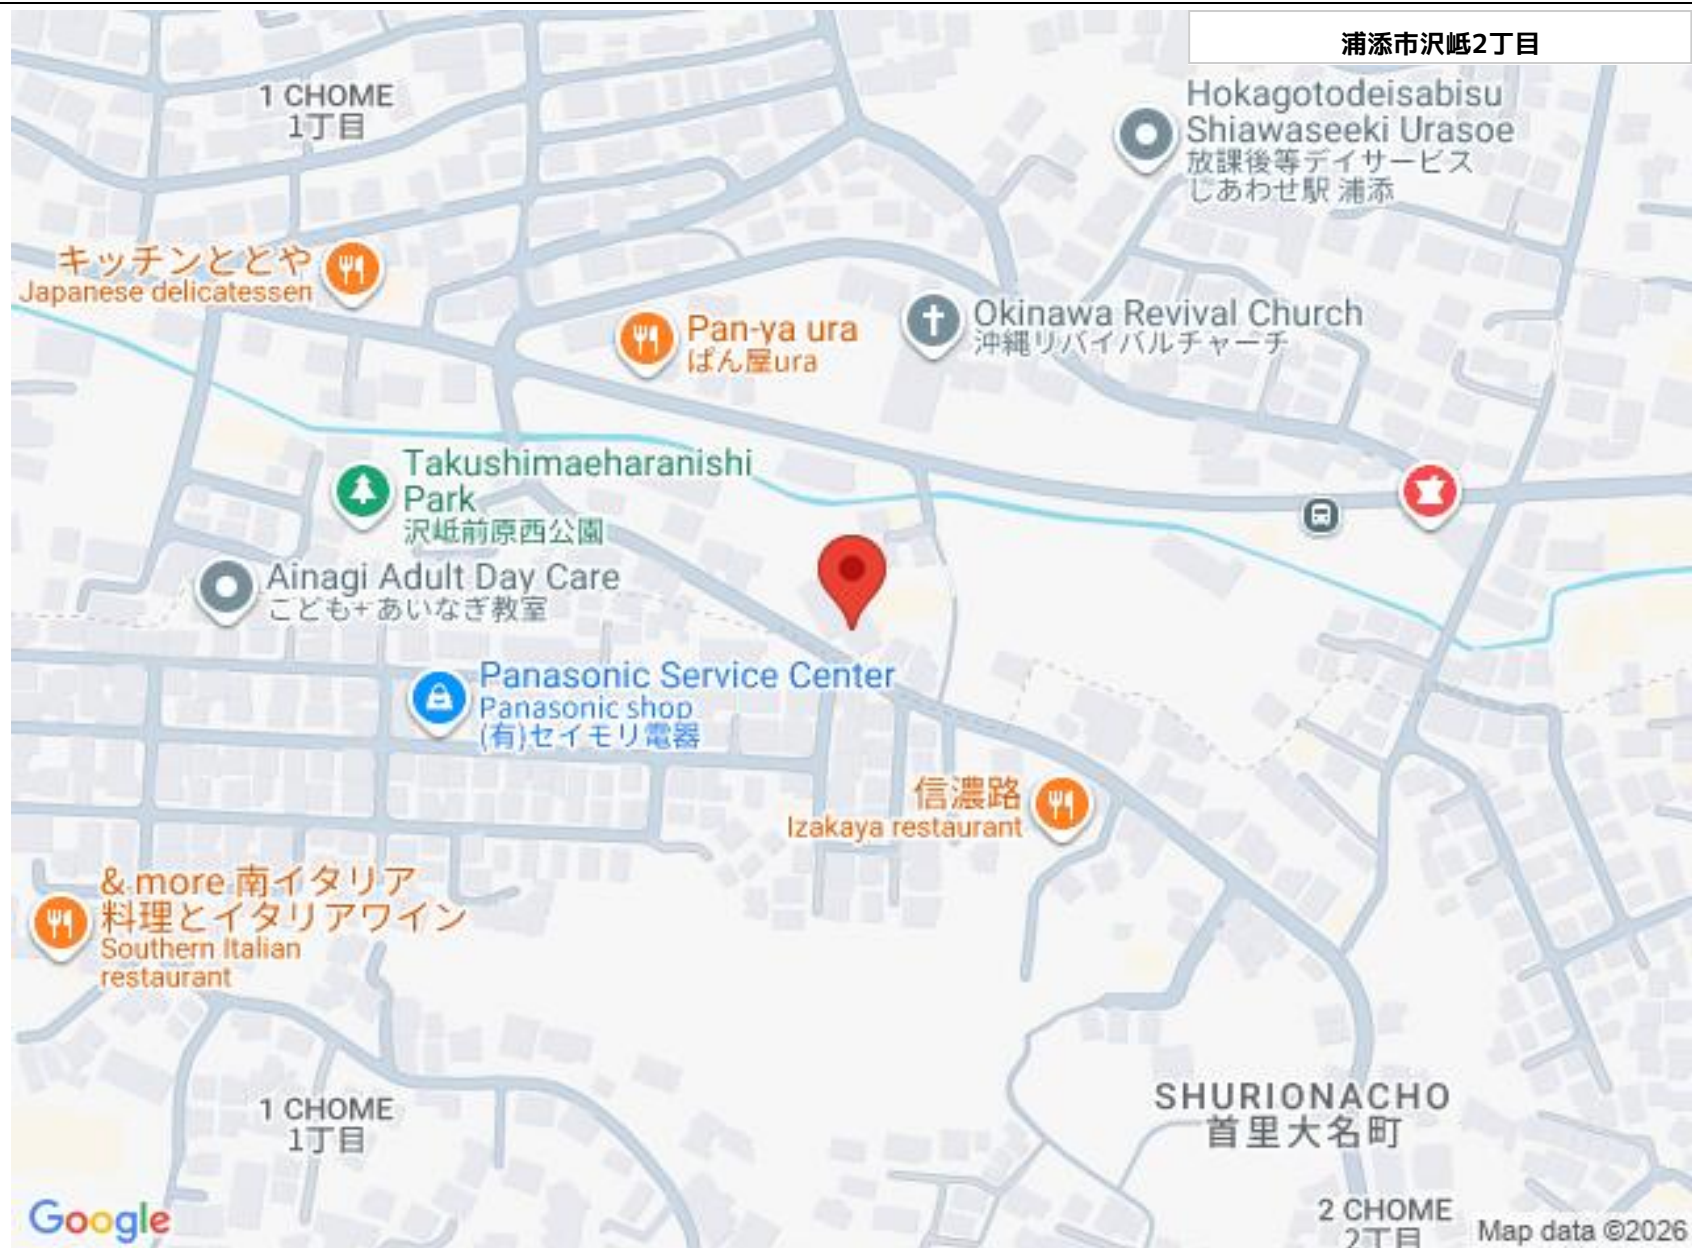 浦添市沢岻2丁目
1 CHOME
1丁目
Hokagotodeisabisu
Shiawaseeki Urasoe
放課後等デイサービス
しあわせ駅 浦添
キッチンととや
Japanese delicatessen
Pan-ya ura
ぱん屋ura
Okinawa Revival Church
沖縄リバイバルチャーチ
Takushimaeharanishi
Park
沢岻前原西公園
Ainagi Adult Day Care
こども+ あいなぎ教室
Panasonic Service Center
Panasonic shop
(有)セイモリ電器
信濃路
Izakaya restaurant
& more 南イタリア
料理とイタリアワイン
Southern Italian
restaurant
1 CHOME
1丁目
SHURIONACHO
首里大名町
2 CHOME
2丁目
Google
Map data ©2026